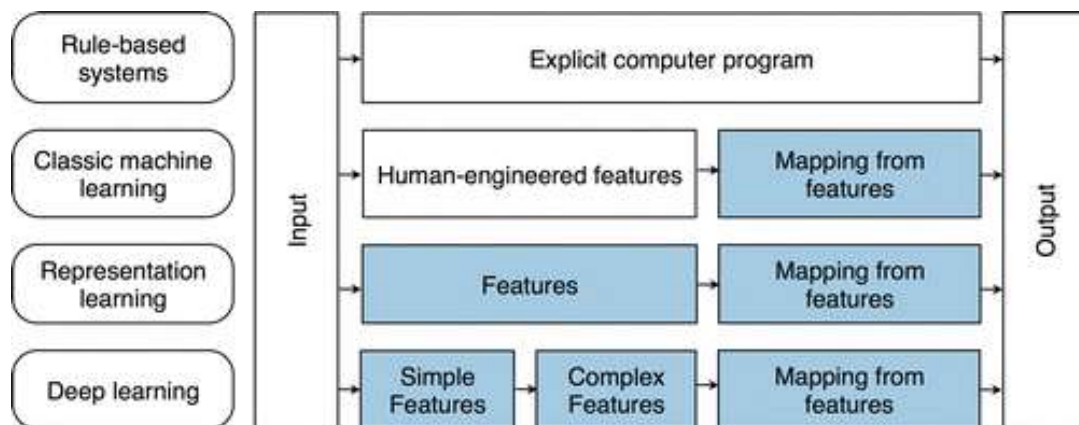 Rule-based
systems
Explicit computer program
Classic machine
learning
Human-engineered features
Mapping from
features
Representation
learning
Features
Mapping from
features
Deep learning
Simple
Features
Complex
Features
Mapping from
features
Input
Output